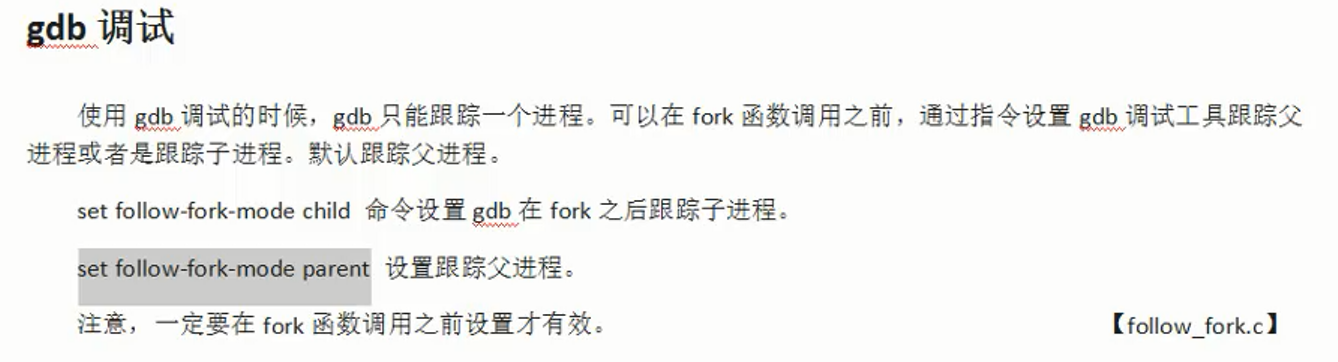 gdb 调试
使用 gdb 调试的时候，gdb 只能跟踪一个进程。可以在 fork 函数调用之前，通过指令设置 gdb 调试工具跟踪父
进程或者是跟踪子进程。默认跟踪父进程。
set follow-fork-mode child 命令设置 gdb 在 fork 之后跟踪子进程。
set follow-fork-mode parent 设置跟踪父进程。
注意，一定要在 fork 函数调用之前设置才有效。 【follow_fork.c】